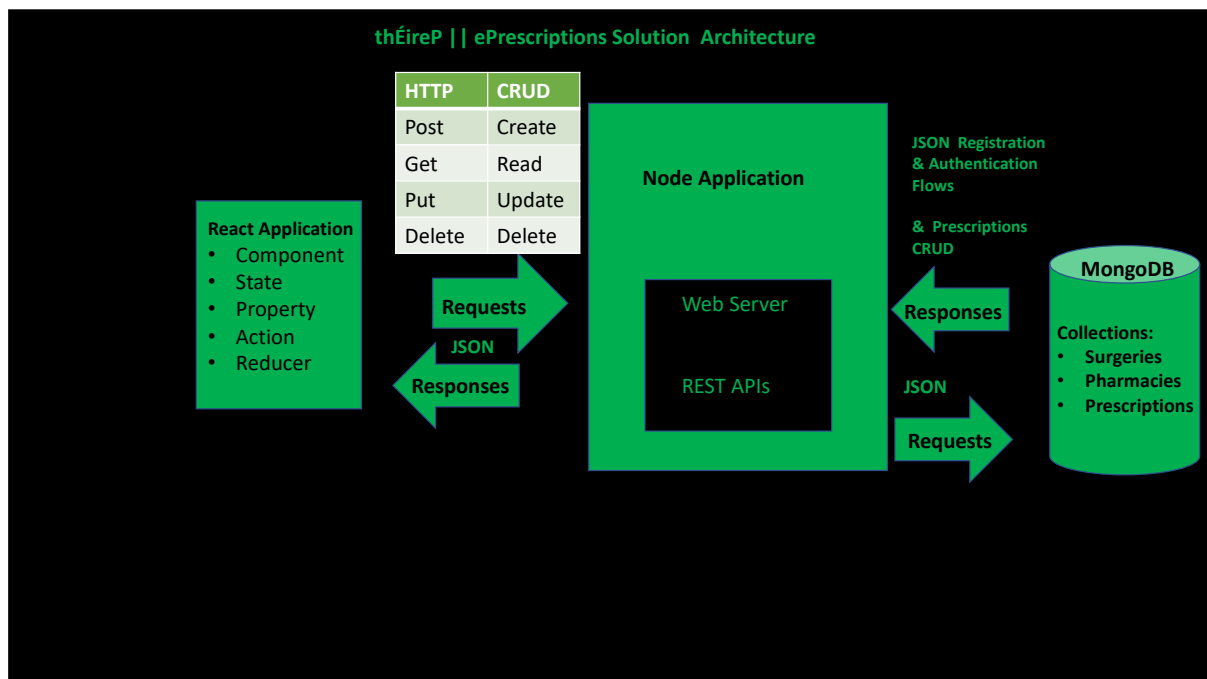 thÉireP || ePrescriptions Solution Architecture
HTTP CRUD
Post Create
Get Read
Put Update
Delete Delete
React Application
• Component
• State
• Property
• Action
• Reducer
Requests
JSON
Responses
Node Application
Web Server
REST APIs
JSON Registration
& Authentication
Flows
& Prescriptions
CRUD
Responses
JSON
Requests
MongoDB
Collections:
• Surgeries
• Pharmacies
• Prescriptions